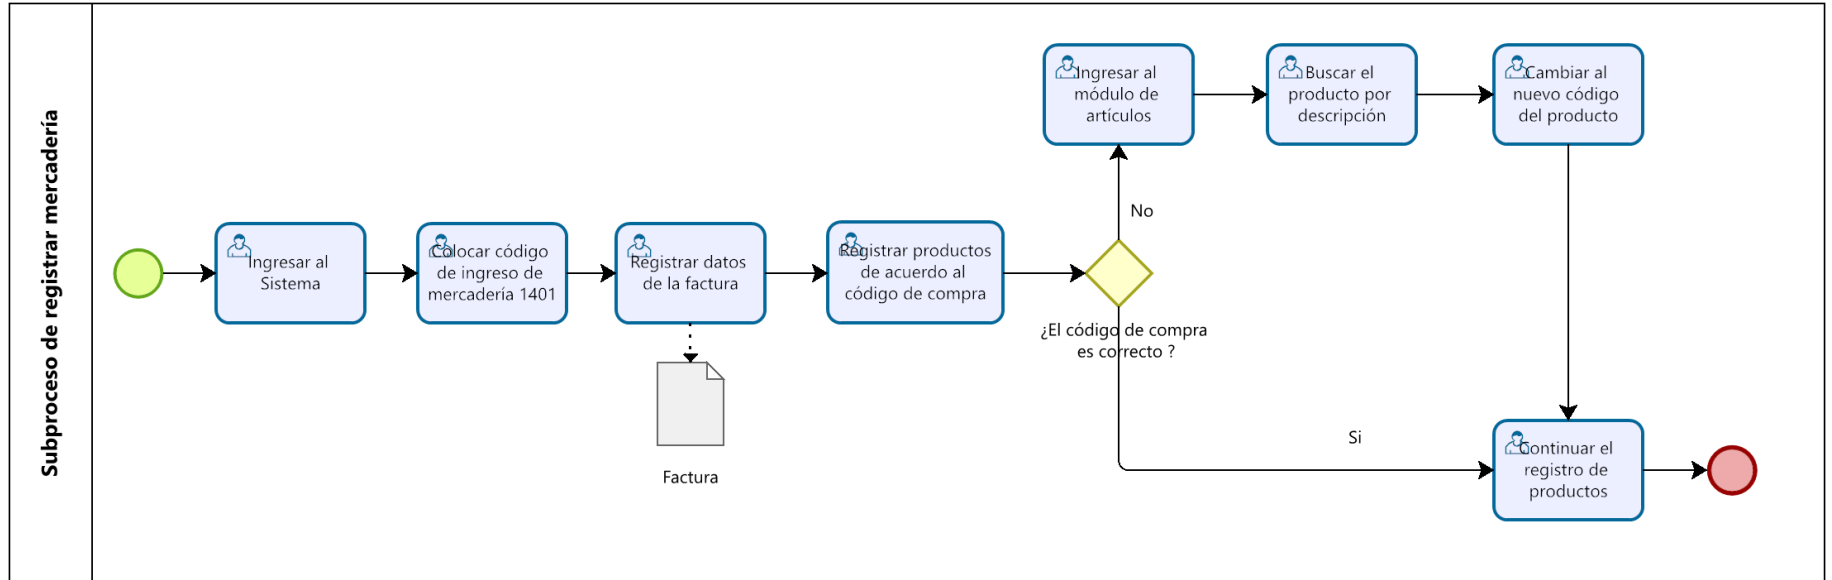 Subproceso de registrar mercadería
Ingresar al
Sistema
Colocar código
de ingreso de
mercadería 1401
Registrar datos
de la factura
Factura
Registrar productos
de acuerdo al
código de compra
¿El código de compra
es correcto ?
No
Ingresar al
módulo de
artículos
Buscar el
producto por
descripción
Cambiar al
nuevo código
del producto
Si
Continuar el
registro de
productos